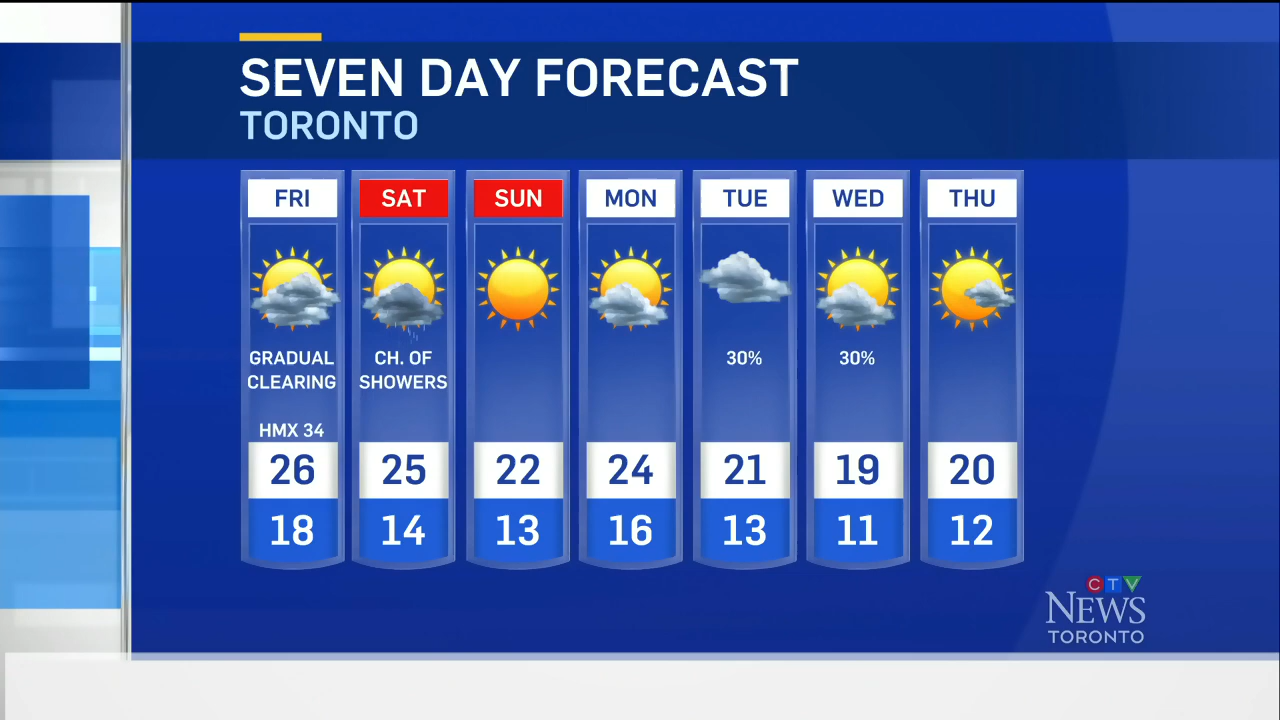 SEVEN DAY FORECAST
TORONTO
FRI SAT SUN MON TUE WED THU
GRADUAL CH. OF 30% 30%
CLEARING SHOWERS
HMX 34
26 25 22 24 21 19 20
18 14 13 16 13 11 12
CTV
NEWS
TORONTO